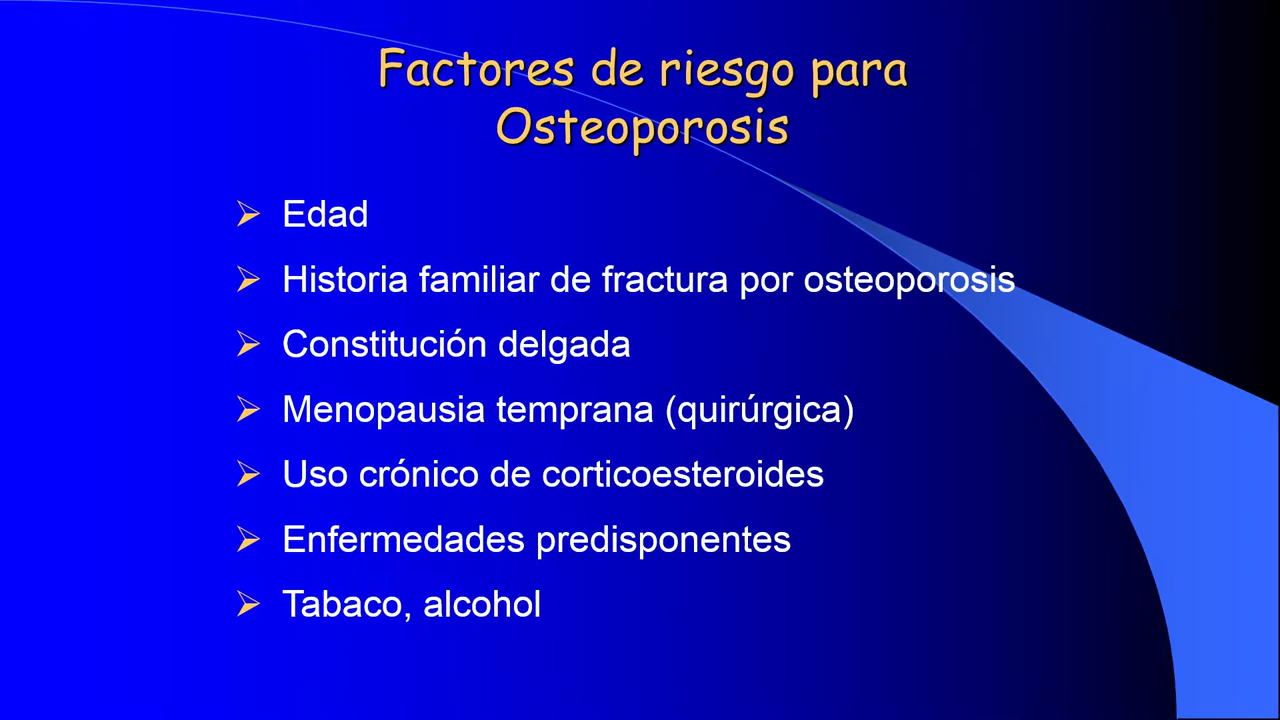 Factores de riesgo para
Osteoporosis
Edad
Historia familiar de fractura por osteoporosis
Constitución delgada
Menopausia temprana (quirúrgica)
Uso crónico de corticoesteroides
Enfermedades predisponentes
Tabaco, alcohol